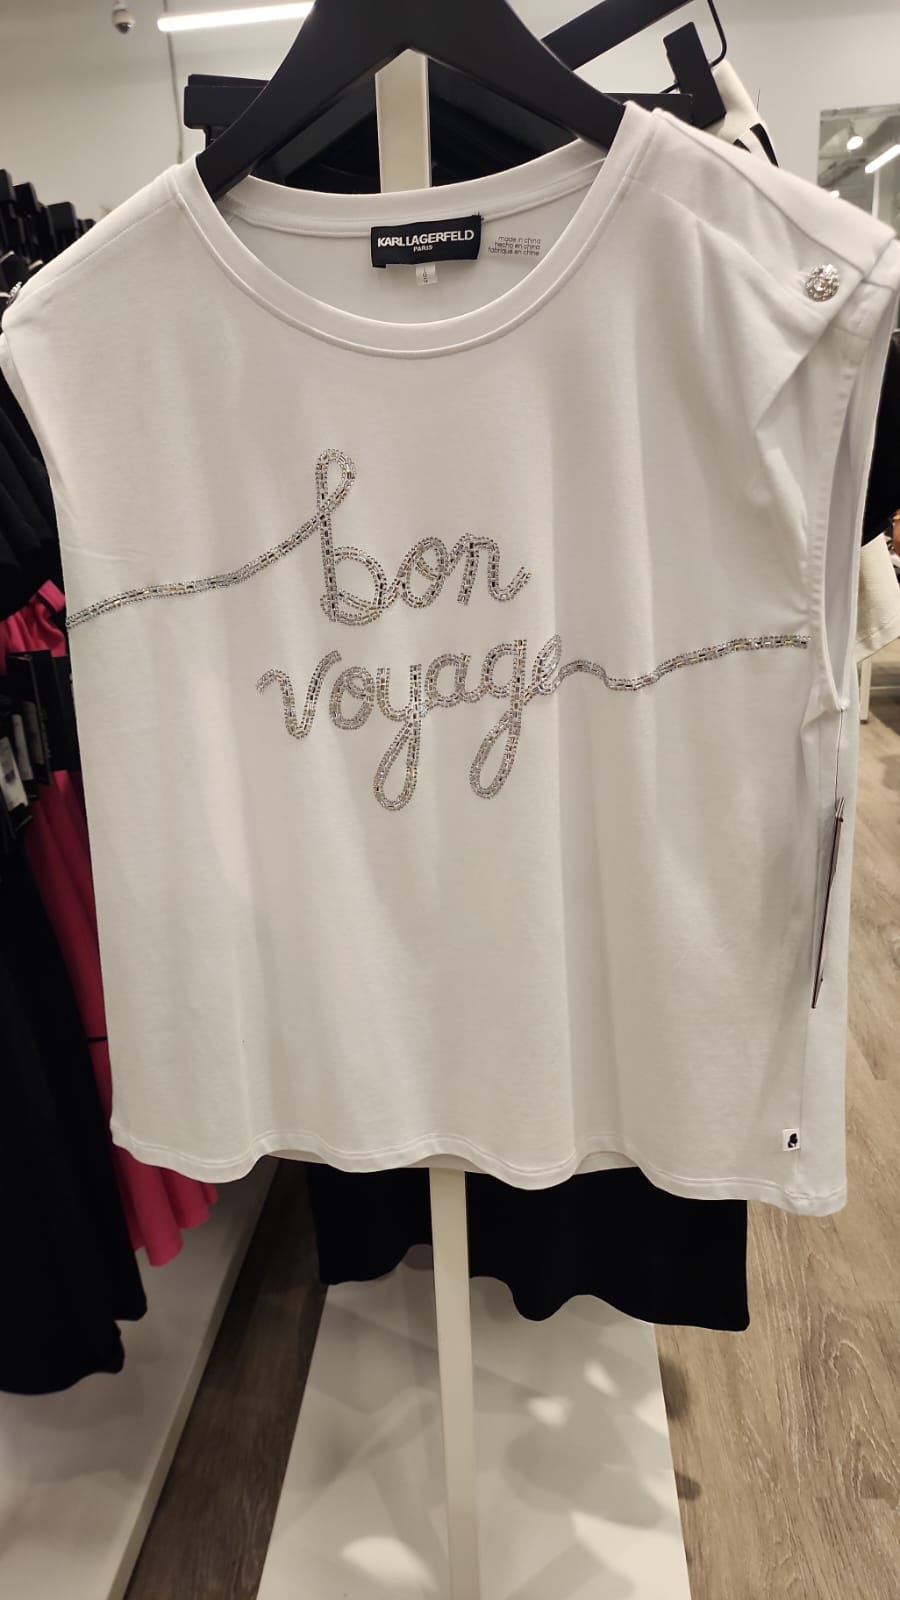 KARL LAGERFELD
PARIS
made in china
hecho en china
fabriqué en chine
bon
voyage